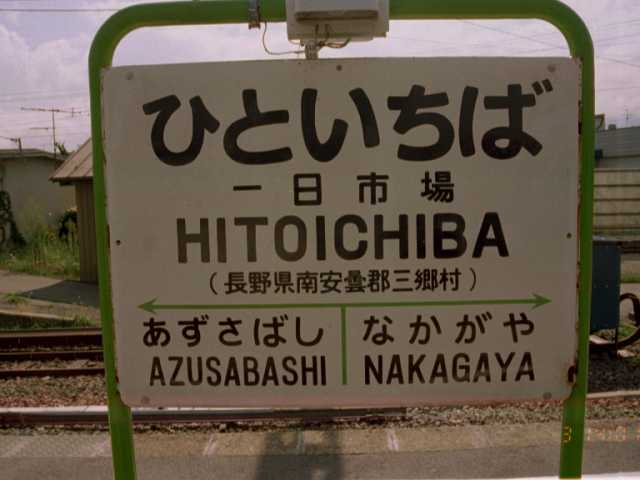 ひといちば
一日市場
HITOICHIBA
（長野県南安曇郡三郷村）
あずさばし なかがや
AZUSABASHI NAKAGAYA